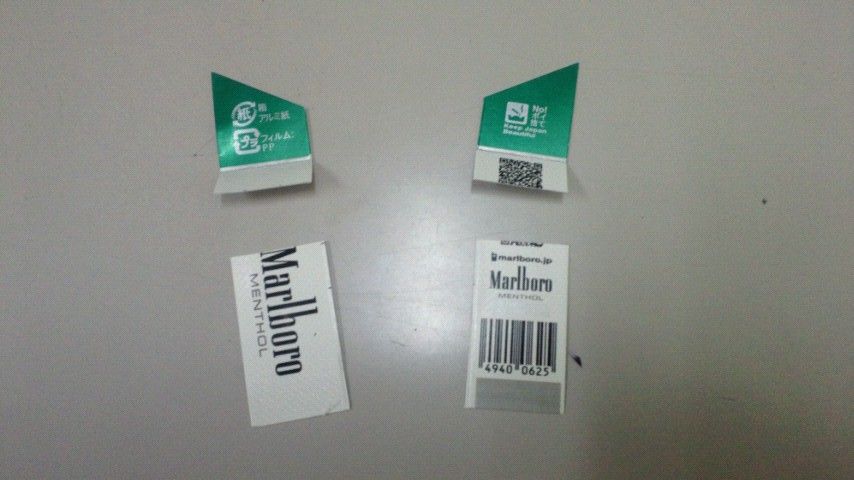 紙
箱
アルミ紙
プラ
フィルム:
PP
No!
ポイ
捨て
Keep Japan
Beautiful
Marlboro
MENTHOL
marlboro.jp
Marlboro
MENTHOL
4940 0625